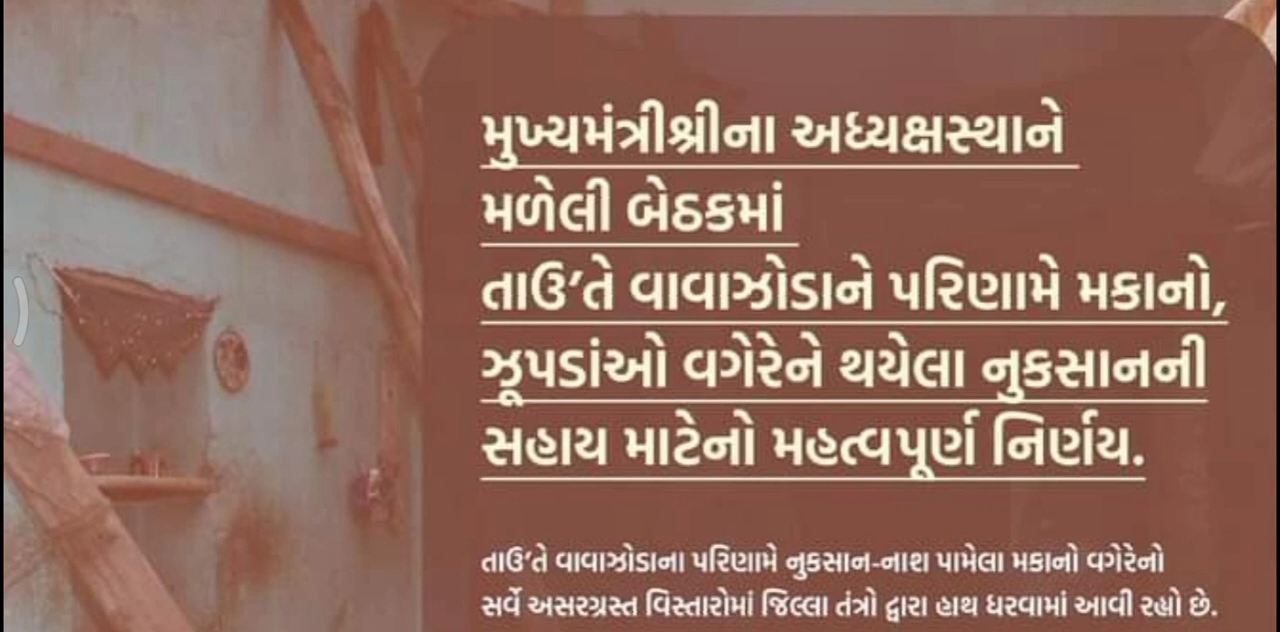 મુખ્યમંત્રીશ્રીના અધ્યક્ષસ્થાને
મળેલી બેઠકમાં
તાઉ'તે વાવાઝોડાને પરિણામે મકાનો,
ઝૂપડાંઓ વગેરેને થયેલા નુકસાનની
સહાય માટેનો મહત્વપૂર્ણ નિર્ણય.
તાઉ'તે વાવાઝોડાના પરિણામે નુકસાન-નાશ પામેલા મકાનો વગેરેનો
સર્વે અસરગ્રસ્ત વિસ્તારોમાં જિલ્લા તંત્રો દ્વારા હાથ ધરવામાં આવી રહ્યો છે.